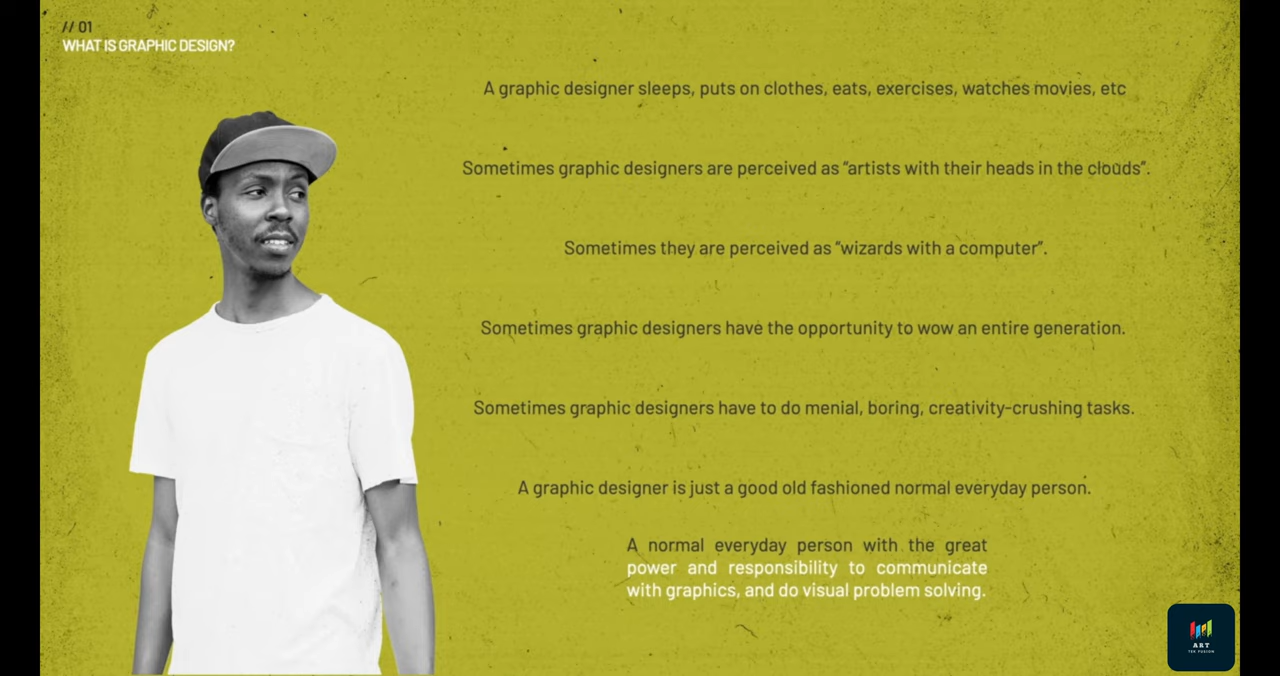 // 01
WHAT IS GRAPHIC DESIGN?
A graphic designer sleeps, puts on clothes, eats, exercises, watches movies, etc
Sometimes graphic designers are perceived as “artists with their heads in the clouds”.
Sometimes they are perceived as “wizards with a computer”.
Sometimes graphic designers have the opportunity to wow an entire generation.
Sometimes graphic designers have to do menial, boring, creativity-crushing tasks.
A graphic designer is just a good old fashioned normal everyday person.
A normal everyday person with the great
power and responsibility to communicate
with graphics, and do visual problem solving.
ART
TEK FUSION